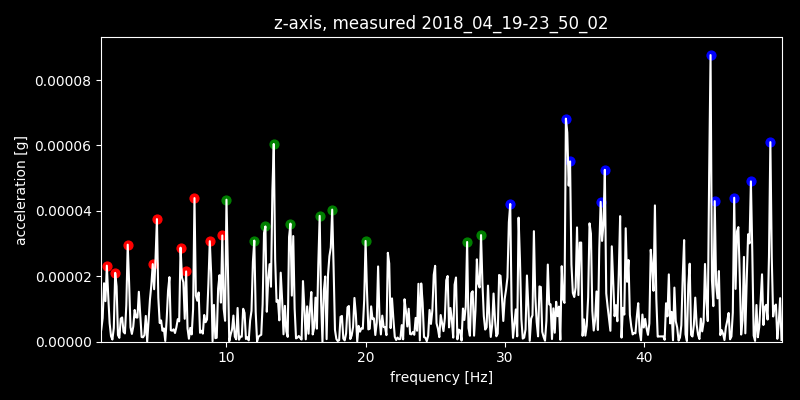 z-axis, measured 2018_04_19-23_50_02
0.00008
0.00006
0.00004
0.00002
0.00000
acceleration [g]
10 20 30 40
frequency [Hz]